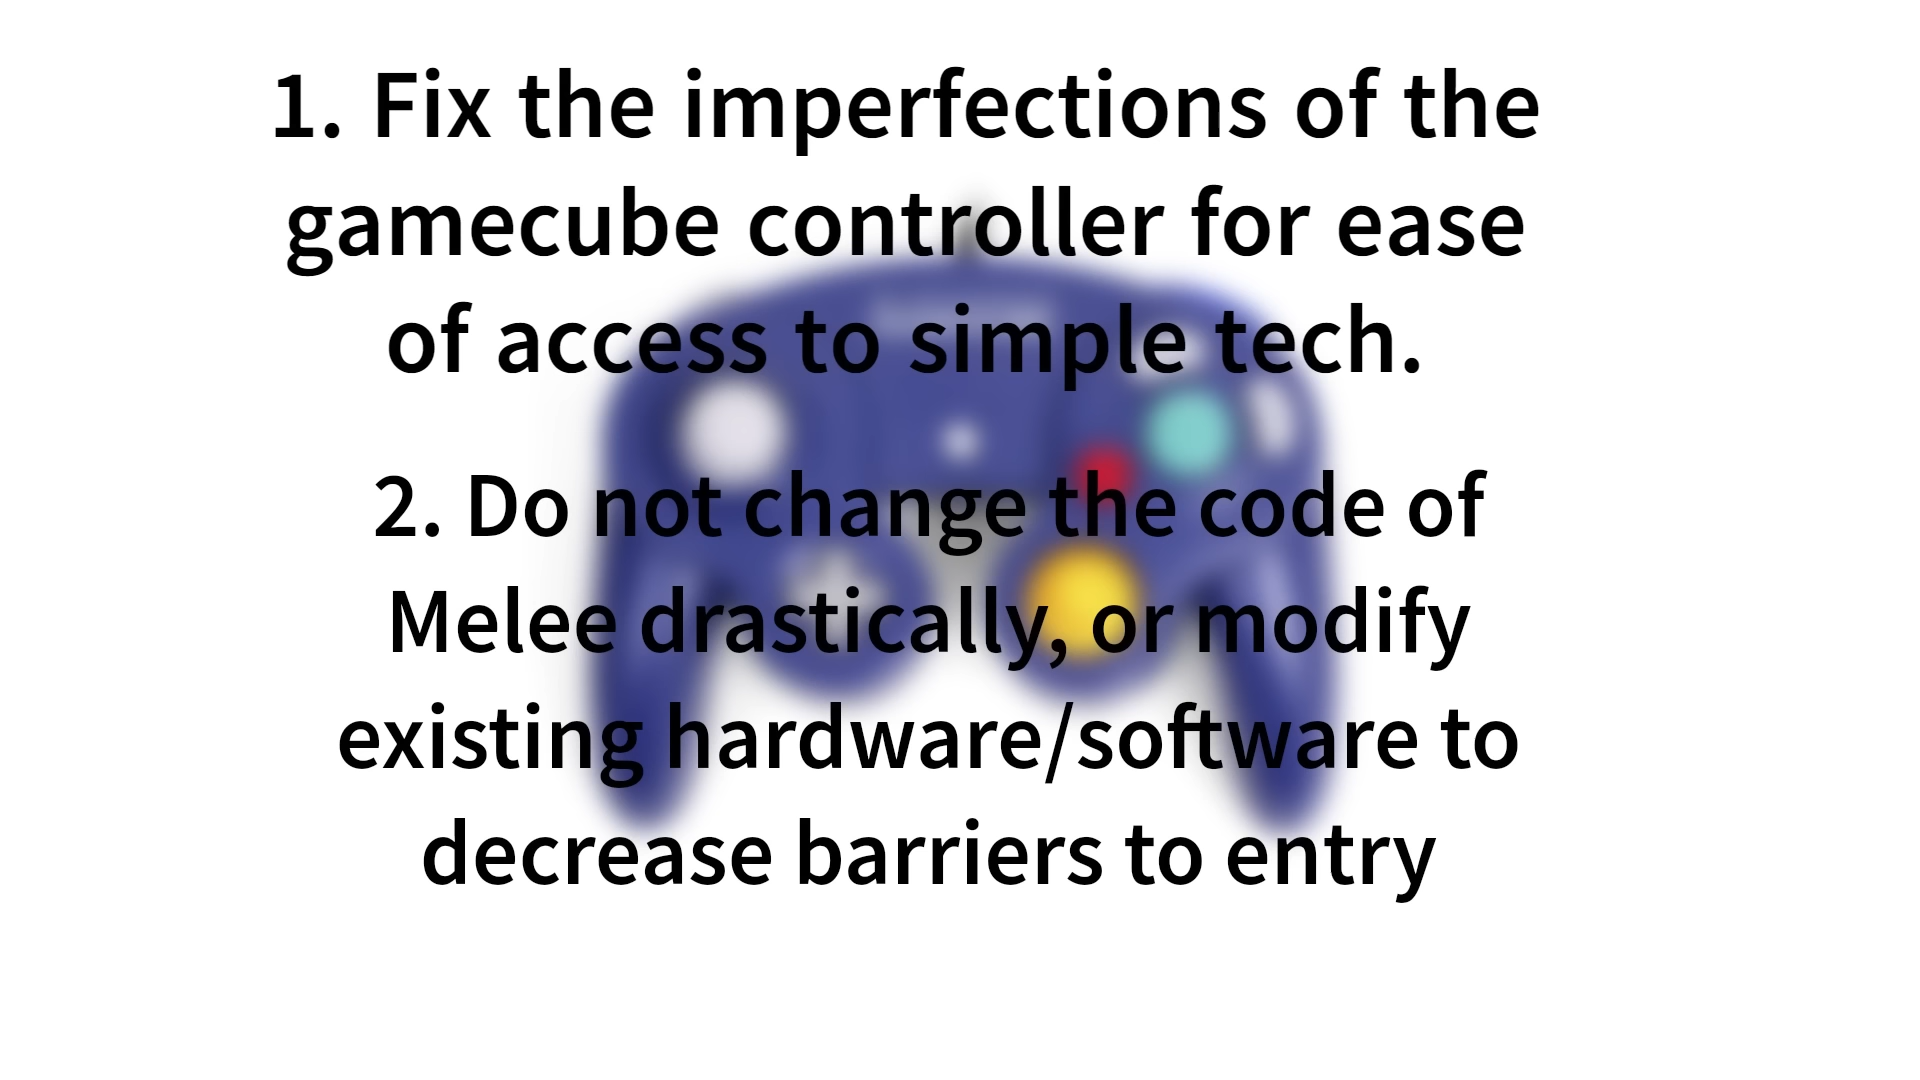 1. Fix the imperfections of the
gamecube controller for ease
of access to simple tech.
2. Do not change the code of
Melee drastically, or modify
existing hardware/software to
decrease barriers to entry